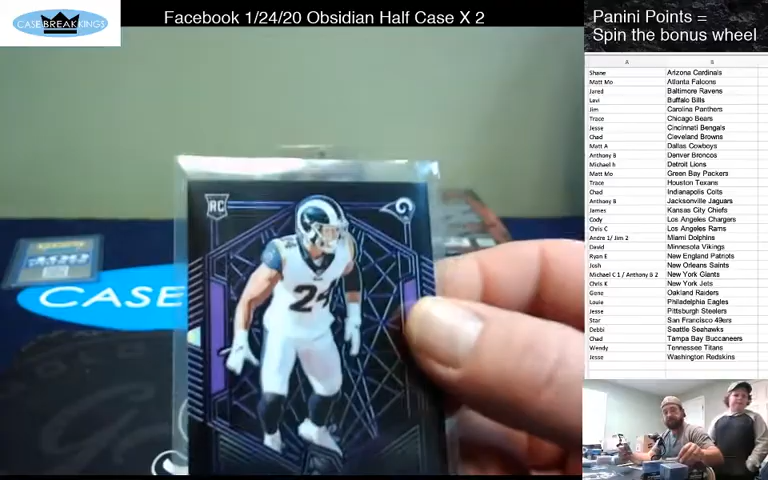 CASE BREAK KINGS
Facebook 1/24/20 Obsidian Half Case X 2
Panini Points =
Spin the bonus wheel
A B
Shane Arizona Cardinals
Matt Mo Atlanta Falcons
Jared Baltimore Ravens
Levi Buffalo Bills
Jim Carolina Panthers
Trace Chicago Bears
Jesse Cincinnati Bengals
Chad Cleveland Browns
Matt A Dallas Cowboys
Anthony B Denver Broncos
Michael h Detroit Lions
Matt Mo Green Bay Packers
Trace Houston Texans
Chad Indianapolis Colts
Anthony B Jacksonville Jaguars
James Kansas City Chiefs
Cody Los Angeles Chargers
Chris C Los Angeles Rams
Andre 1/ Jim 2 Miami Dolphins
David Minnesota Vikings
Ryan E New England Patriots
Josh New Orleans Saints
Michael C 1 / Anthony B 2 New York Giants
Chris K New York Jets
Gene Oakland Raiders
Louie Philadelphia Eagles
Jesse Pittsburgh Steelers
Star San Francisco 49ers
Debbi Seattle Seahawks
Chad Tampa Bay Buccaneers
Wendy Tennessee Titans
Jesse Washington Redskins
RC
24
CASE